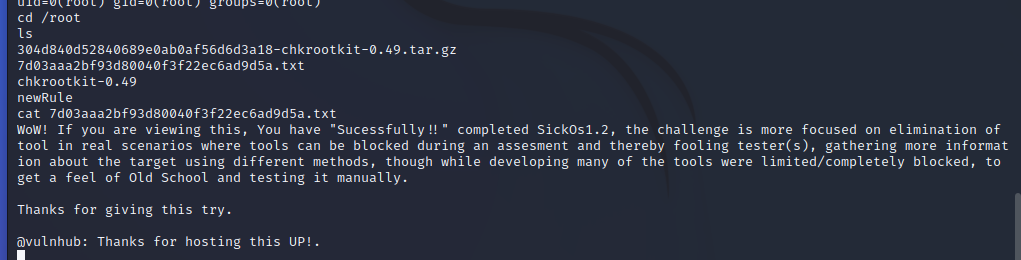 uid=0(root) gid=0(root) groups=0(root)
cd /root
ls
304d840d52840689e0ab0af56d6d3a18-chkrootkit-0.49.tar.gz
7d03aaa2bf93d80040f3f22ec6ad9d5a.txt
chkrootkit-0.49
newRule
cat 7d03aaa2bf93d80040f3f22ec6ad9d5a.txt
WoW! If you are viewing this, You have "Sucessfully!!" completed SickOs1.2, the challenge is more focused on elimination of
tool in real scenarios where tools can be blocked during an assesment and thereby fooling tester(s), gathering more informat
ion about the target using different methods, though while developing many of the tools were limited/completely blocked, to
get a feel of Old School and testing it manually.
Thanks for giving this try.
@vulnhub: Thanks for hosting this UP!.